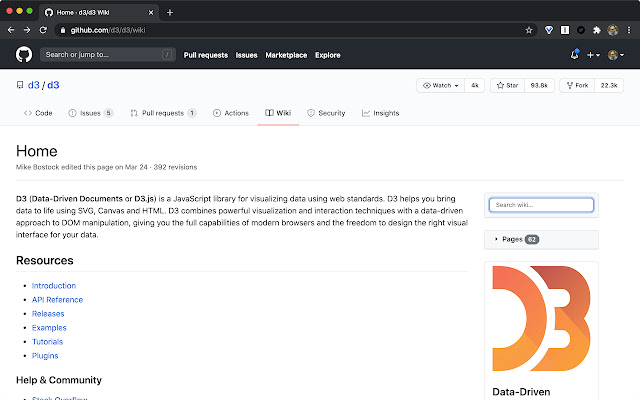 Home · d3/d3 Wiki
github.com/d3/d3/wiki
Search or jump to... /
Pull requests Issues Marketplace Explore
d3 / d3
Watch 4k Star 93.8k Fork 22.3k
Code Issues 5 Pull requests 1 Actions Wiki Security Insights
Home
Mike Bostock edited this page on Mar 24 · 392 revisions
D3 (Data-Driven Documents or D3.js) is a JavaScript library for visualizing data using web standards. D3 helps you bring
data to life using SVG, Canvas and HTML. D3 combines powerful visualization and interaction techniques with a data-driven
approach to DOM manipulation, giving you the full capabilities of modern browsers and the freedom to design the right visual
interface for your data.
Search wiki...
Pages 62
Resources
Introduction
API Reference
Releases
Examples
Tutorials
Plugins
Help & Community
Stack Overflow
D3
Data-Driven